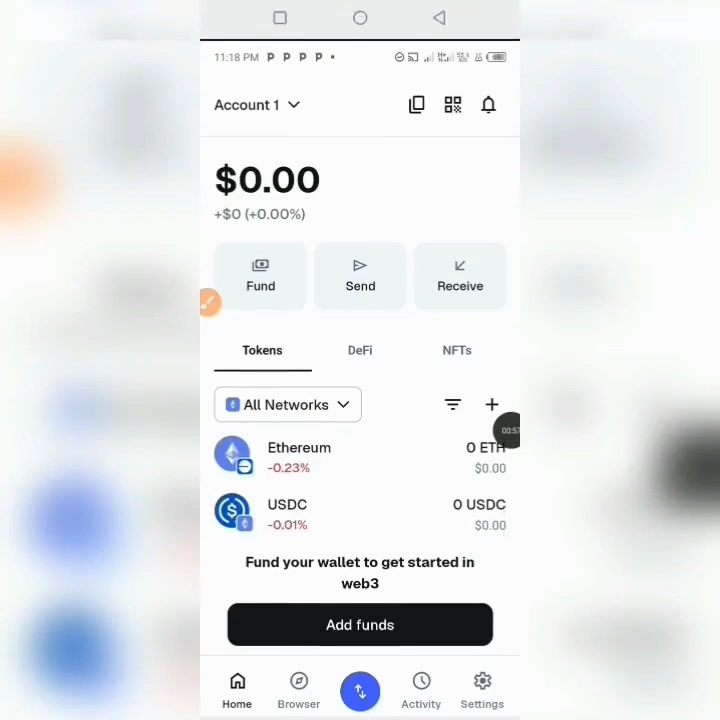 11:18 PM P P P P
Account 1
$0.00
+$0 (+0.00%)
Fund
Send
Receive
Tokens
DeFi
NFTs
All Networks
Ethereum
0 ETH
-0.23%
$0.00
USDC
0 USDC
-0.01%
$0.00
00:57
Fund your wallet to get started in
web3
Add funds
Home
Browser
Activity
Settings